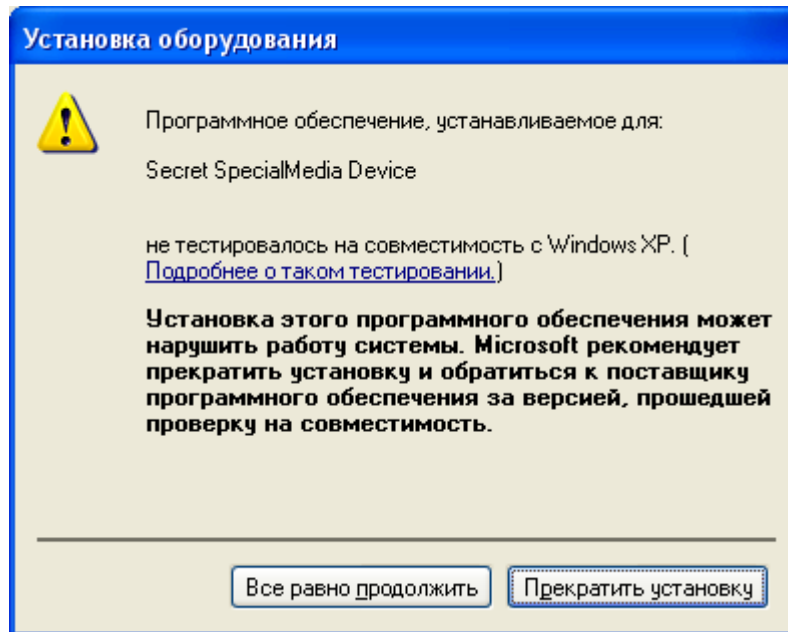 Установка оборудования
Программное обеспечение, устанавливаемое для:
Secret SpecialMedia Device
не тестировалось на совместимость с Windows XP. (
Подробнее о таком тестировании.)
Установка этого программного обеспечения может
нарушить работу системы. Microsoft рекомендует
прекратить установку и обратиться к поставщику
программного обеспечения за версией, прошедшей
проверку на совместимость.
Все равно продолжить
Прекратить установку